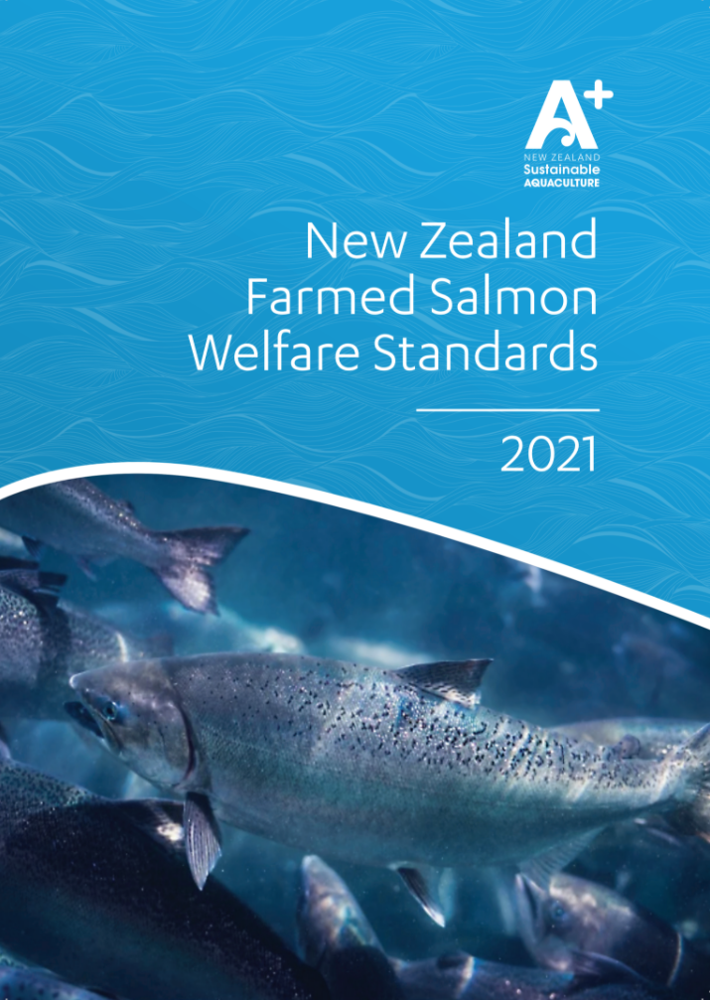 A+
NEW ZEALAND
Sustainable
AQUACULTURE
New Zealand
Farmed Salmon
Welfare Standards
2021